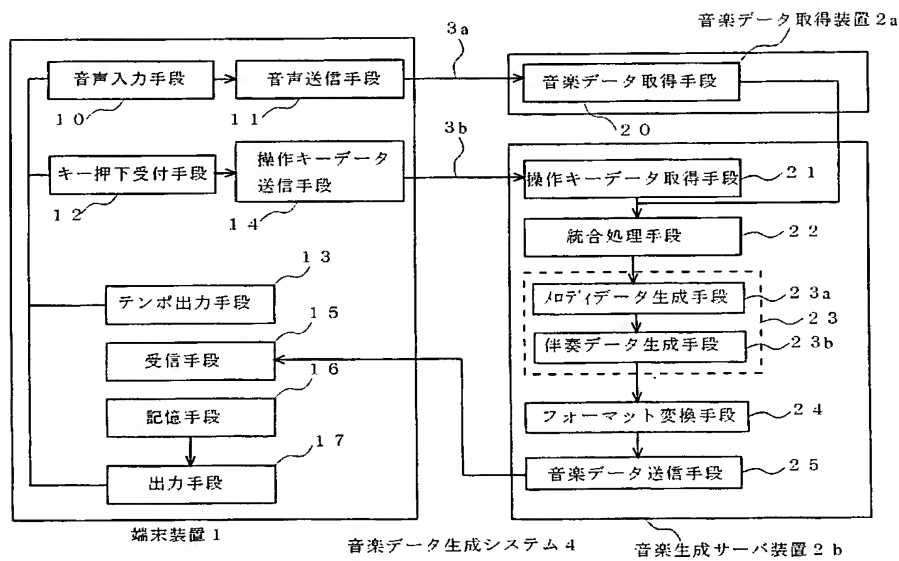 音楽データ取得装置2a
3a
音声入力手段
音声送信手段
音楽データ取得手段
10
11
20
3b
キー押下受付手段
操作キーデータ
送信手段
操作キーデータ取得手段
21
12
14
統合処理手段
22
13
テンポ出力手段
メロディデータ生成手段
23a
23
15
受信手段
伴奏データ生成手段
23b
16
記憶手段
フォーマット変換手段
24
17
出力手段
音楽データ送信手段
25
端末装置1
音楽データ生成システム4
音楽生成サーバ装置2b